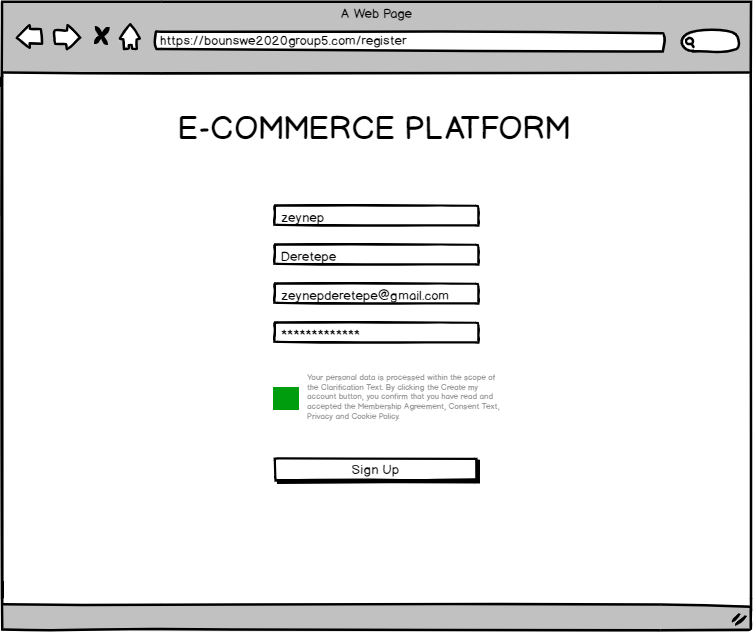 A Web Page
https://bounswe2020group5.com/register
E-COMMERCE PLATFORM
zeynep
Deretepe
zeynepderetepe@gmail.com
*************
Your personal data is processed within the scope of
the Clarification Text. By clicking the Create my
account button, you confirm that you have read and
accepted the Membership Agreement, Consent Text,
Privacy and Cookie Policy.
Sign Up